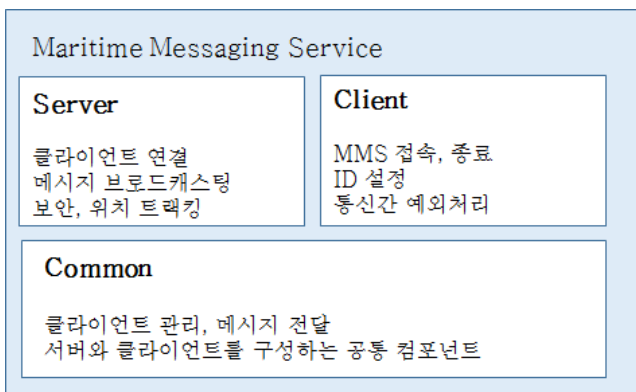 Maritime Messaging Service
Server
클라이언트 연결
메시지 브로드캐스팅
보안, 위치 트랙킹
Client
MMS 접속, 종료
ID 설정
통신간 예외처리
Common
클라이언트 관리, 메시지 전달
서버와 클라이언트를 구성하는 공통 컴포넌트